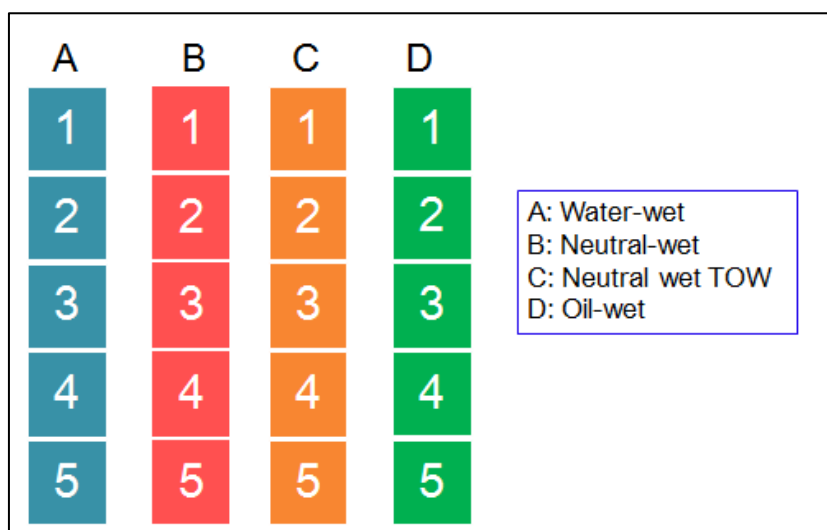 A B C D
1 1 1 1
2 2 2 2
3 3 3 3
4 4 4 4
5 5 5 5
A: Water-wet
B: Neutral-wet
C: Neutral wet TOW
D: Oil-wet